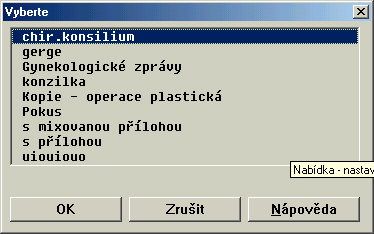 Vyberte
chir.konsilium
gerge
Gynekologické zprávy
konzilka
Kopie - operace plastická
Pokus
s mixovanou přílohou
s přílohou
uiouiouo
Nabídka - nastav
OK
Zrušit
Nápověda